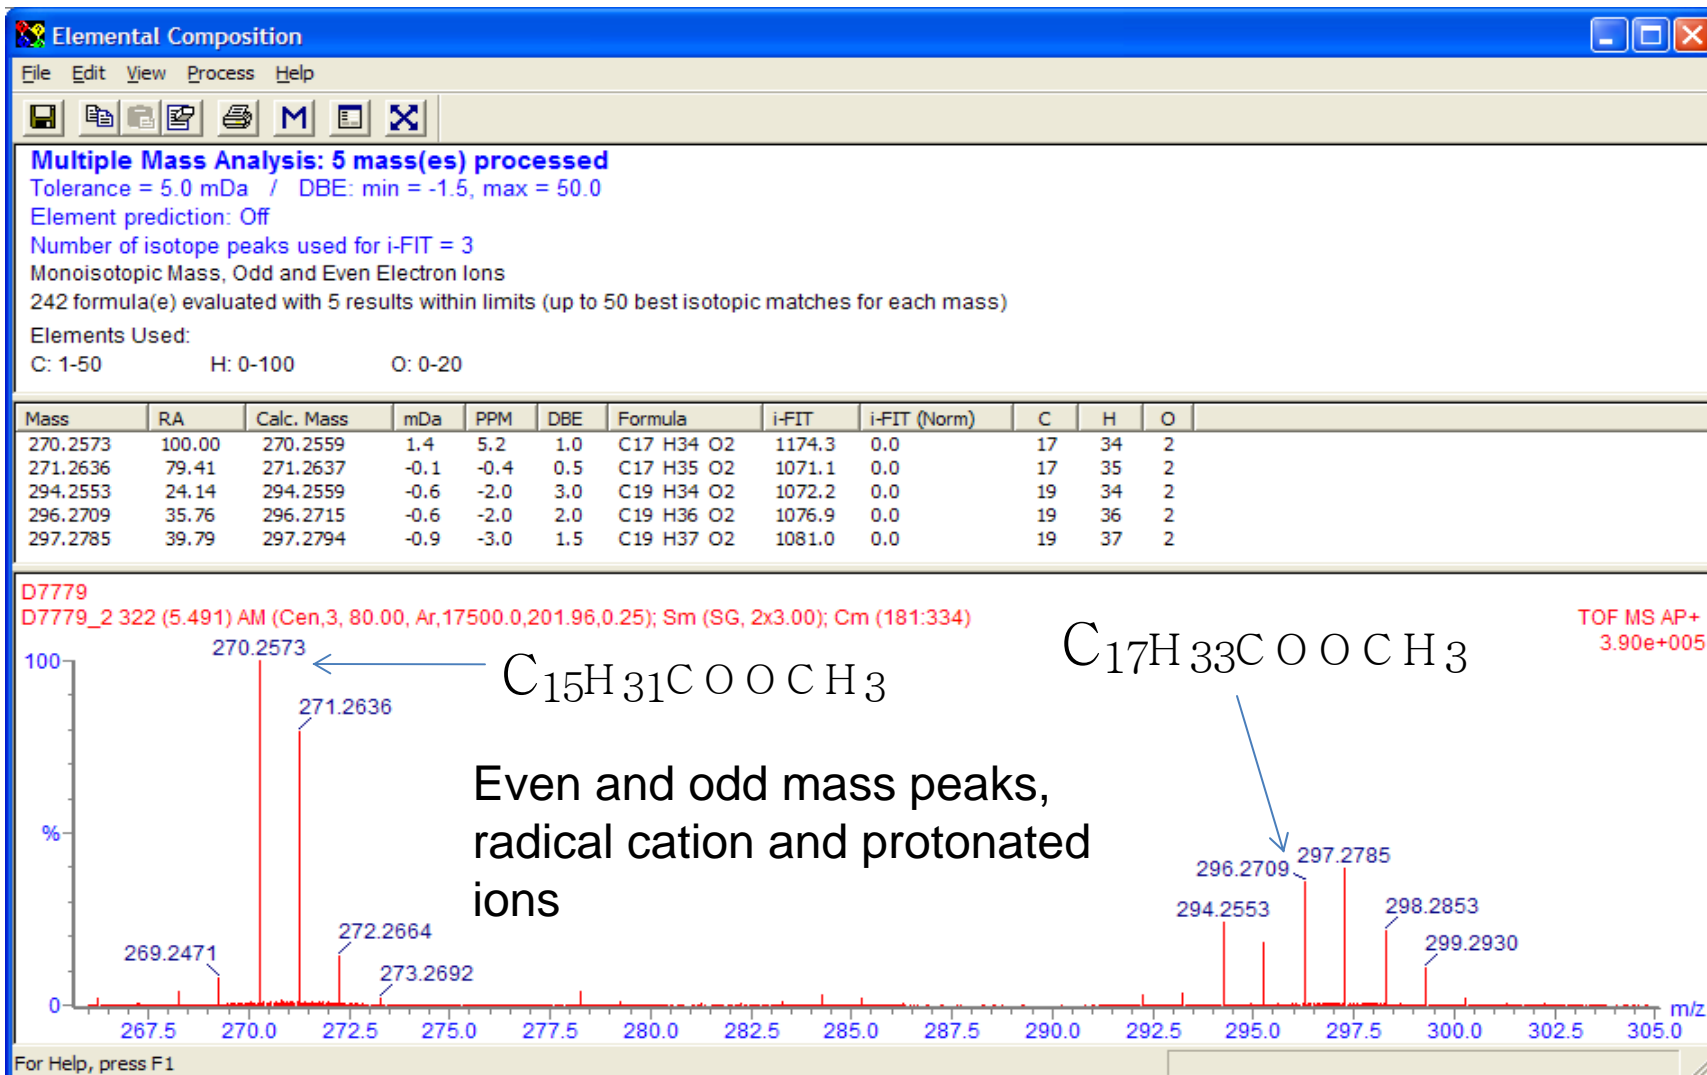 Elemental Composition
File Edit View Process Help
M
Multiple Mass Analysis: 5 mass(es) processed
Tolerance = 5.0 mDa / DBE: min = -1.5, max = 50.0
Element prediction: Off
Number of isotope peaks used for i-FIT = 3
Monoisotopic Mass, Odd and Even Electron Ions
242 formula(e) evaluated with 5 results within limits (up to 50 best isotopic matches for each mass)
Elements Used:
C: 1-50 H: 0-100 O: 0-20
Mass RA Calc. Mass mDa PPM DBE Formula i-FIT i-FIT (Norm) C H O
270.2573 100.00 270.2559 1.4 5.2 1.0 C17 H34 O2 1174.3 0.0 17 34 2
271.2636 79.41 271.2637 -0.1 -0.4 0.5 C17 H35 O2 1071.1 0.0 17 35 2
294.2553 24.14 294.2559 -0.6 -2.0 3.0 C19 H34 O2 1072.2 0.0 19 34 2
296.2709 35.76 296.2715 -0.6 -2.0 2.0 C19 H36 O2 1076.9 0.0 19 36 2
297.2785 39.79 297.2794 -0.9 -3.0 1.5 C19 H37 O2 1081.0 0.0 19 37 2
D7779
D7779_2 322 (5.491) AM (Cen,3, 80.00, Ar,17500.0,201.96,0.25); Sm (SG, 2x3.00); Cm (181:334)
TOF MS AP+
3.90e+005
C15H31COOCH3
C17H33COOCH3
Even and odd mass peaks,
radical cation and protonated
ions
100
%
0
270.2573
271.2636
269.2471
272.2664
273.2692
294.2553
296.2709
297.2785
298.2853
299.2930
267.5 270.0 272.5 275.0 277.5 280.0 282.5 285.0 287.5 290.0 292.5 295.0 297.5 300.0 302.5 305.0
m/z
For Help, press F1